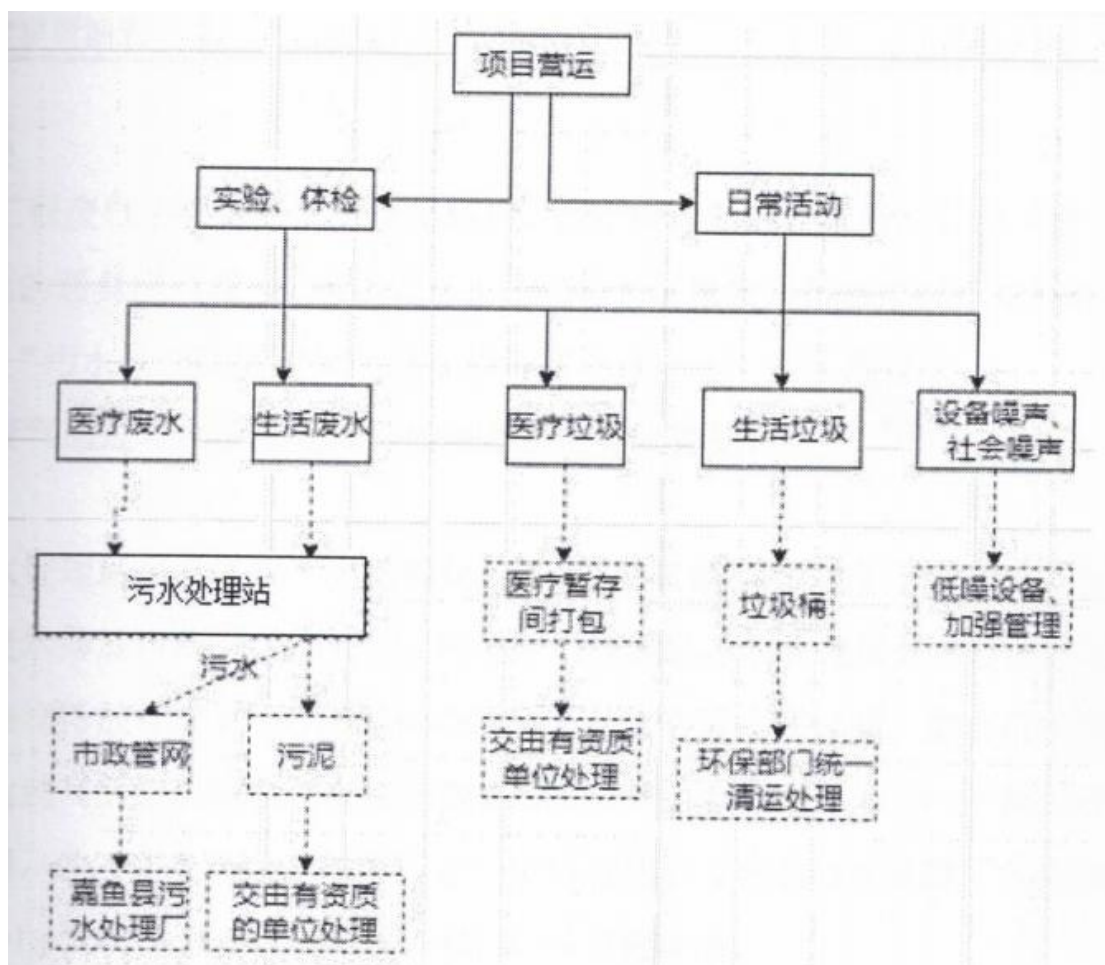 项目营运
实验、体检
日常活动
医疗废水
生活废水
医疗垃圾
生活垃圾
设备噪声、
社会噪声
污水处理站
医疗暂存
间打包
垃圾桶
低噪设备、
加强管理
污水
市政管网
污泥
交由有资质
单位处理
环保部门统一
清运处理
嘉鱼县污
水处理厂
交由有资质
的单位处理